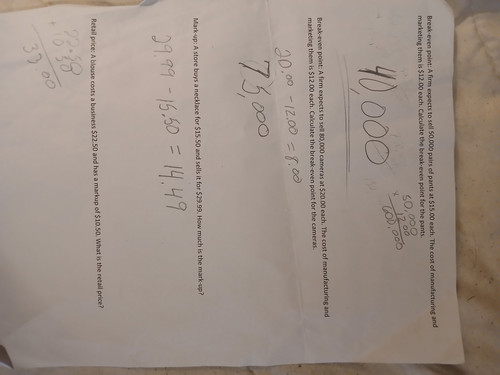 Break-even point: A firm expects to sell 50,000 pairs of pants at $15.00 each. The cost of manufacturing and
marketing them is $12.00 each. Calculate the break-even point for the pants.
50,000
x 12.00
600,000
40,000
Break-even point: A firm expects to sell 80,000 cameras at $20.00 each. The cost of manufacturing and
marketing them is $12.00 each. Calculate the break-even point for the cameras.
20.00 - 12.00 = 8.00
75,000
Mark-up: A store buys a necklace for $15.50 and sells it for $29.99. How much is the mark-up?
29.99 - 15.50 = 14.49
Retail price: A blouse costs a business $22.50 and has a markup of $10.50. What is the retail price?
22.50
+ 10.50
33.00